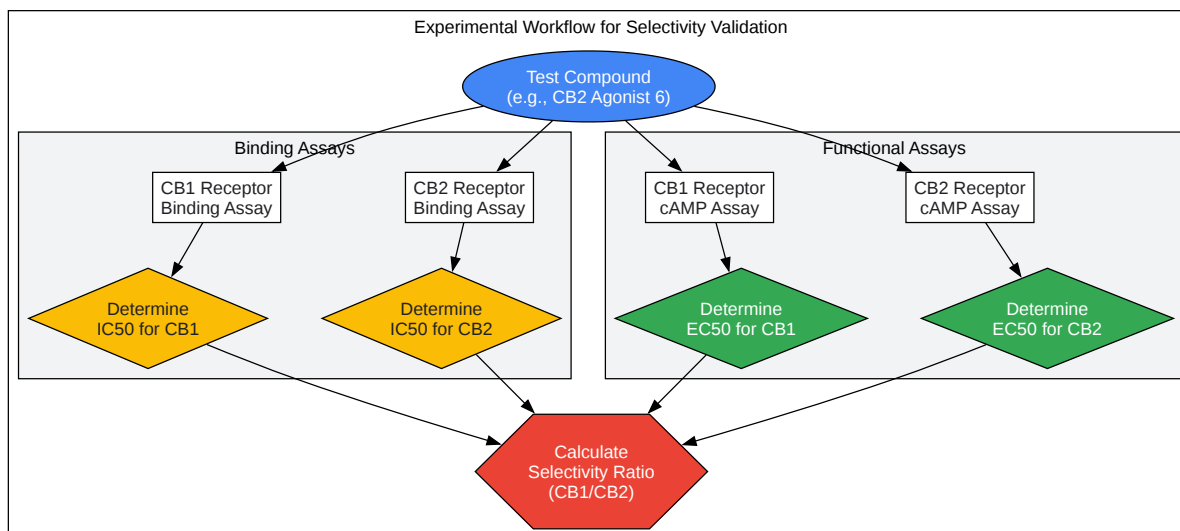 Experimental Workflow for Selectivity Validation
Test Compound
(e.g., CB2 Agonist 6)
Binding Assays
Functional Assays
CB1 Receptor
Binding Assay
CB2 Receptor
Binding Assay
CB1 Receptor
cAMP Assay
CB2 Receptor
cAMP Assay
Determine
IC50 for CB1
Determine
IC50 for CB2
Determine
EC50 for CB1
Determine
EC50 for CB2
Calculate
Selectivity Ratio
(CB1/CB2)